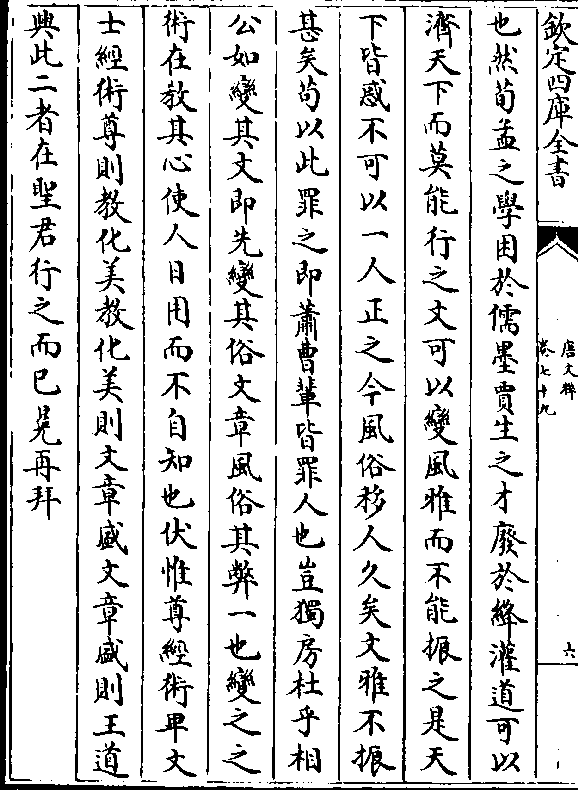 欽定四庫全書
唐文粹
卷七十九
六
也然荀孟之學困於儒墨賈生之才廢於絳灌道可以
濟天下而莫能行之文可以變風雅而不能振之是天
下皆惑不可以一人正之今風俗移人久矣文雅不振
甚矣茍以此罪之即蕭曹輩皆罪人也豈獨房杜乎相
公如變其文即先變其俗文章風俗其弊一也變之之
術在教其心使人日用而不自知也伏惟尊經術卑文
士經術尊則教化美教化美則文章盛文章盛則王道
興此二者在聖君行之而已冕再拜